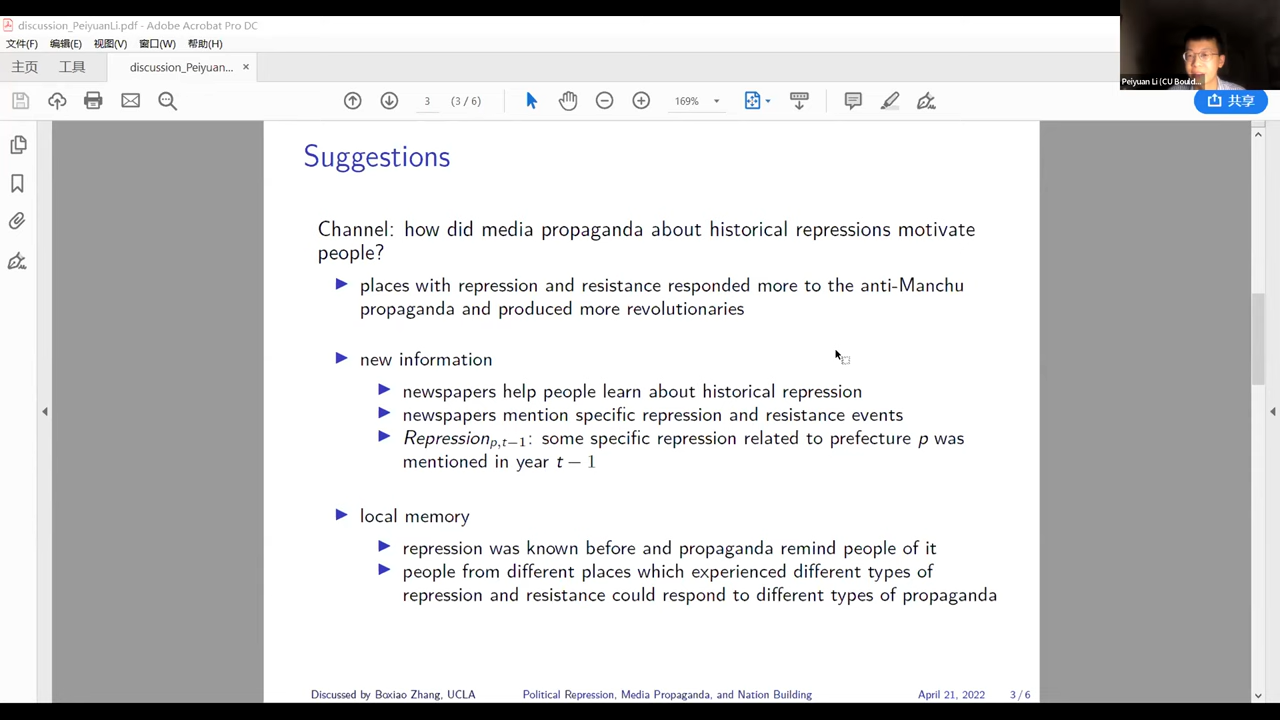 discussion_PeiyuanLi.pdf - Adobe Acrobat Pro DC
文件(F) 编辑(E) 视图(V) 窗口(W) 帮助(H)
主页 工具 discussion_Peiyuan... ×
3 (3 / 6) 169% 共享
Peiyuan Li (CU Bould...
Suggestions
Channel: how did media propaganda about historical repressions motivate
people?
▶ places with repression and resistance responded more to the anti-Manchu
propaganda and produced more revolutionaries
▶ new information
▶ newspapers help people learn about historical repression
▶ newspapers mention specific repression and resistance events
▶ Repression_{p,t−1}: some specific repression related to prefecture p was
mentioned in year t − 1
▶ local memory
▶ repression was known before and propaganda remind people of it
▶ people from different places which experienced different types of
repression and resistance could respond to different types of propaganda
Discussed by Boxiao Zhang, UCLA Political Repression, Media Propaganda, and Nation Building April 21, 2022 3 / 6